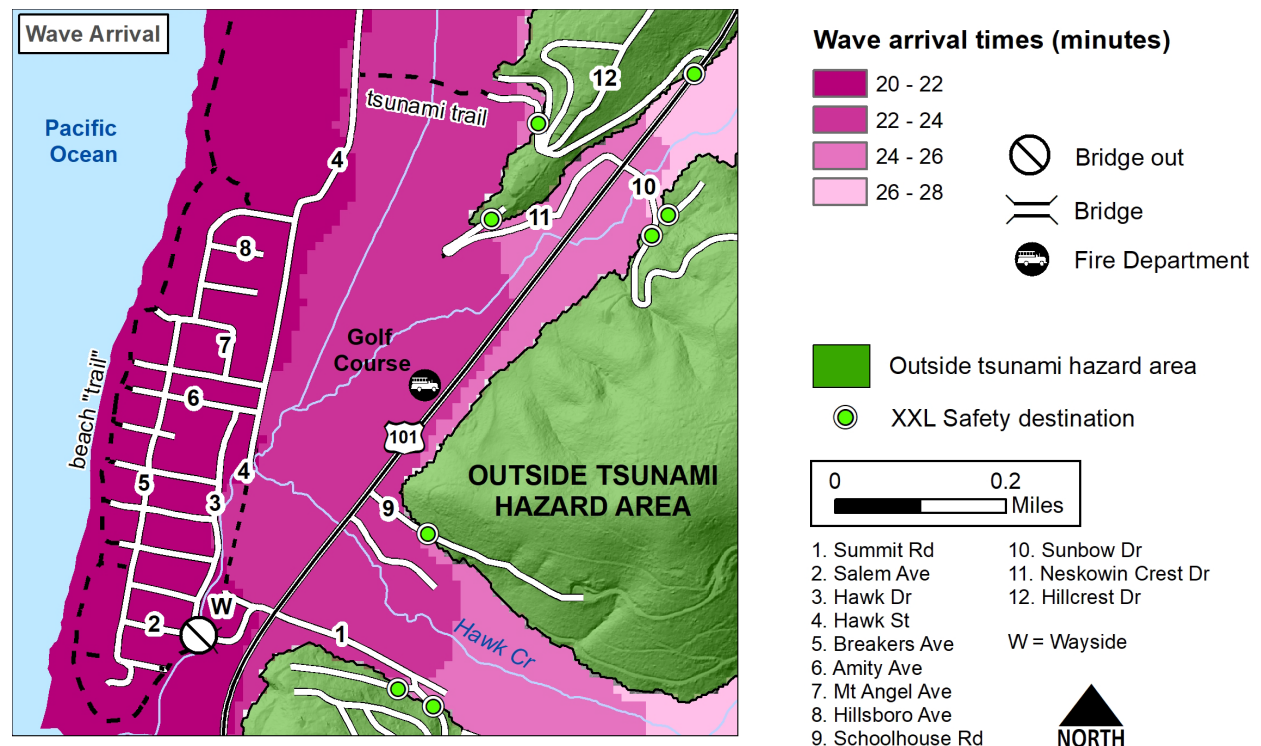 Wave Arrival
Pacific
Ocean
tsunami trail
12
4
10
11
8
7
Golf
Course
beach "trail"
6
101
4
5
3
9
OUTSIDE TSUNAMI
HAZARD AREA
W
2
1
Hawk Cr
Wave arrival times (minutes)
20 - 22
22 - 24
24 - 26
26 - 28
Bridge out
Bridge
Fire Department
Outside tsunami hazard area
XXL Safety destination
0 0.2
Miles
1. Summit Rd
2. Salem Ave
3. Hawk Dr
4. Hawk St
5. Breakers Ave
6. Amity Ave
7. Mt Angel Ave
8. Hillsboro Ave
9. Schoolhouse Rd
10. Sunbow Dr
11. Neskowin Crest Dr
12. Hillcrest Dr
W = Wayside
NORTH